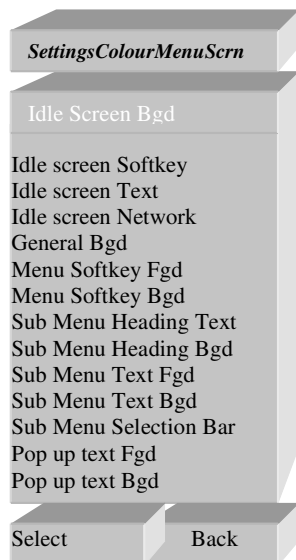 SettingsColourMenuScrn
Idle Screen Bgd
Idle screen Softkey
Idle screen Text
Idle screen Network
General Bgd
Menu Softkey Fgd
Menu Softkey Bgd
Sub Menu Heading Text
Sub Menu Heading Bgd
Sub Menu Text Fgd
Sub Menu Text Bgd
Sub Menu Selection Bar
Pop up text Fgd
Pop up text Bgd
Select Back